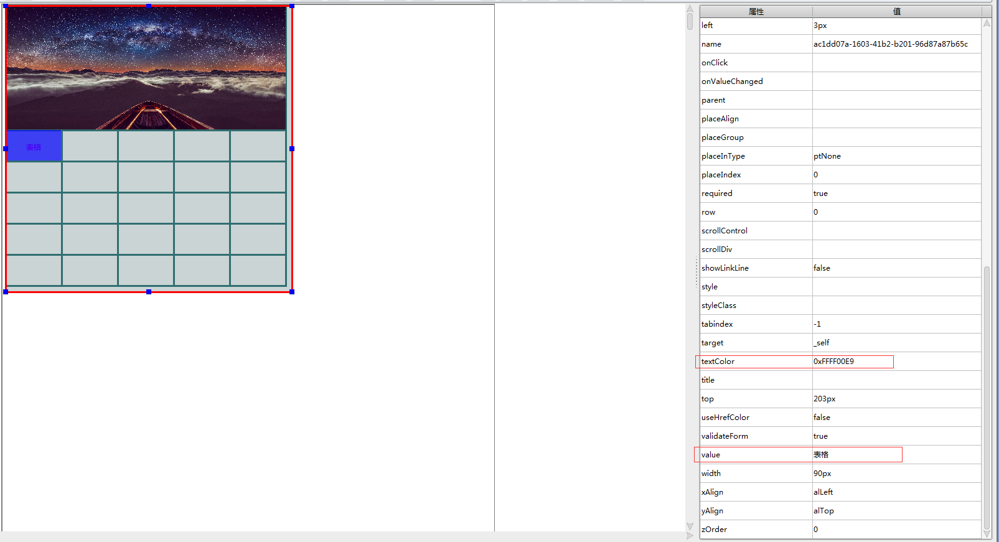 表格
属性 值
left 3px
name ac1dd07a-1603-41b2-b201-96d87a87b65c
onClick
onValueChanged
parent
placeAlign
placeGroup
placeInType ptNone
placeIndex 0
required true
row 0
scrollControl
scrollDiv
showLinkLine false
style
styleClass
tabindex -1
target _self
textColor 0xFFFF00E9
title
top 203px
useHrefColor false
validateForm true
value 表格
width 90px
xAlign alLeft
yAlign alTop
zOrder 0